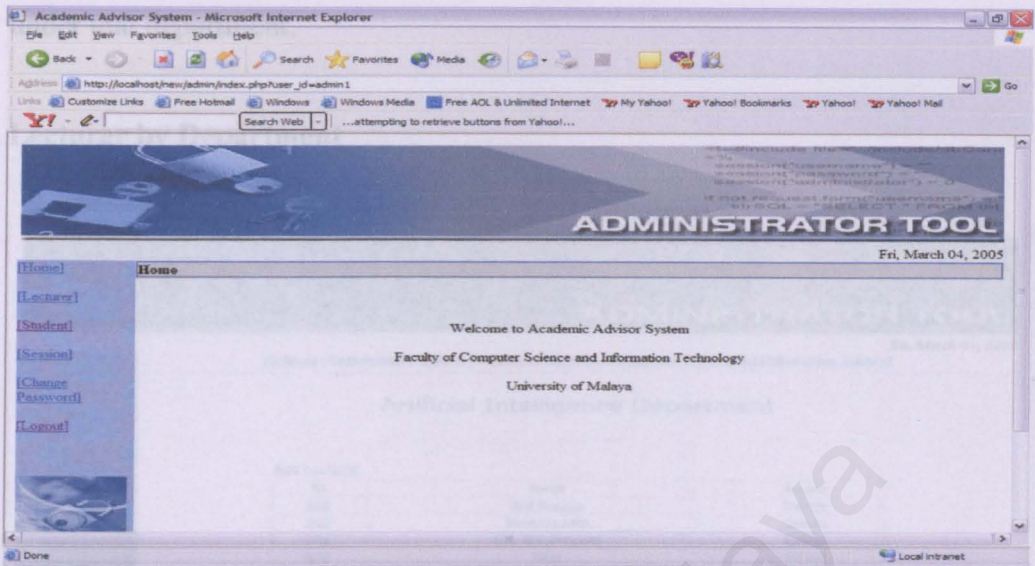 Academic Advisor System - Microsoft Internet Explorer
File Edit View Favorites Tools Help
Back Search Favorites Media
Address http://localhost/new/admin/index.php?user_id=admin1 Go
Links Customize Links Free Hotmail Windows Windows Media Free AOL & Unlimited Internet My Yahoo! Yahoo! Bookmarks Yahoo! Yahoo! Mail
Y! Search Web ...attempting to retrieve buttons from Yahoo!...
ADMINISTRATOR TOOL
Fri, March 04, 2005
[Home]
Home
[Lecturer]
[Student]
[Session]
[Change
Password]
[Logout]
Welcome to Academic Advisor System
Faculty of Computer Science and Information Technology
University of Malaya
Done
Local intranet